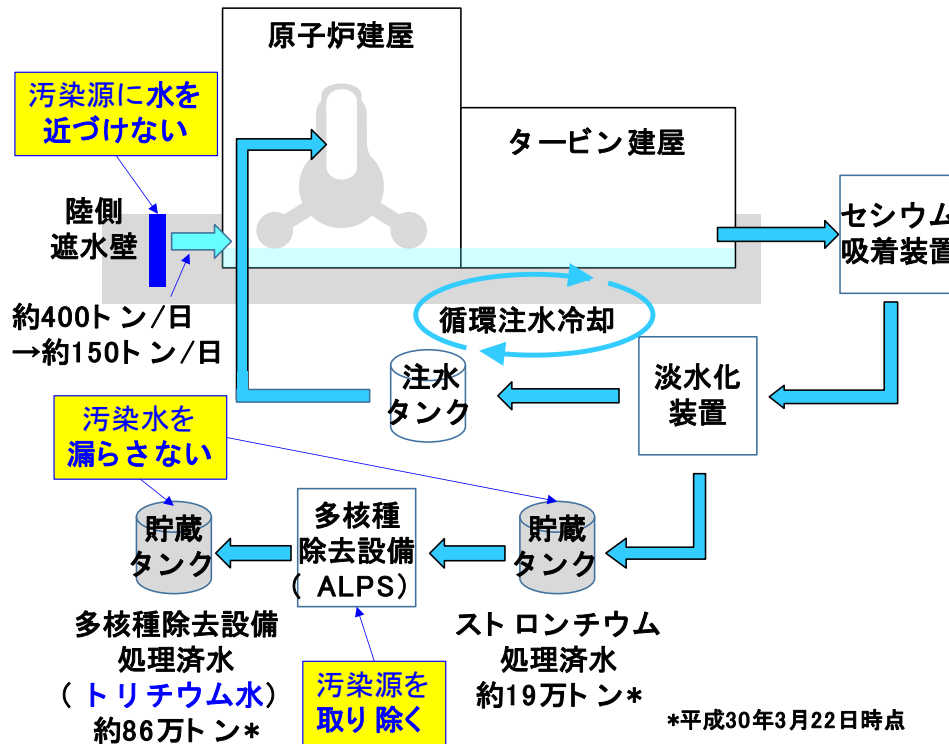 原子炉建屋
汚染源に水を
近づけない
タービン建屋
陸側
遮水壁
セシウム
吸着装置
約400トン/日
→約150トン/日
循環注水冷却
注水
タンク
淡水化
装置
汚染水を
漏らさない
貯蔵
タンク
多核種
除去設備
(ALPS)
貯蔵
タンク
多核種除去設備
処理済水
(トリチウム水)
約86万トン*
汚染源を
取り除く
ストロンチウム
処理済水
約19万トン*
*平成30年3月22日時点